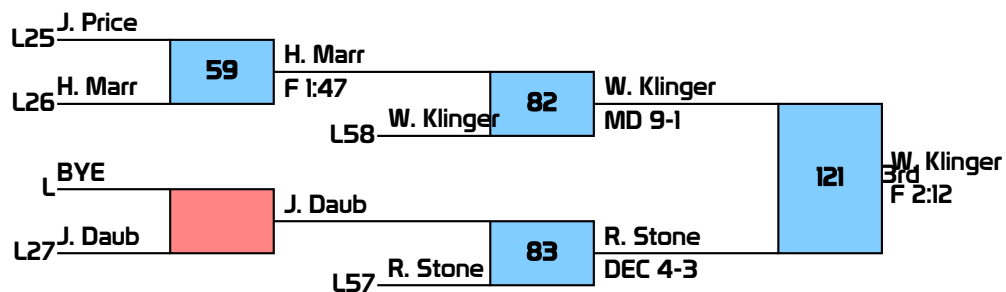 J. Price
L25
59
H. Marr
L26
H. Marr
F 1:47
82
W. Klinger
L58
W. Klinger
MD 9-1
BYE
L
J. Daub
L27
J. Daub
83
R. Stone
L57
R. Stone
DEC 4-3
121
W. Klinger
3rd
F 2:12